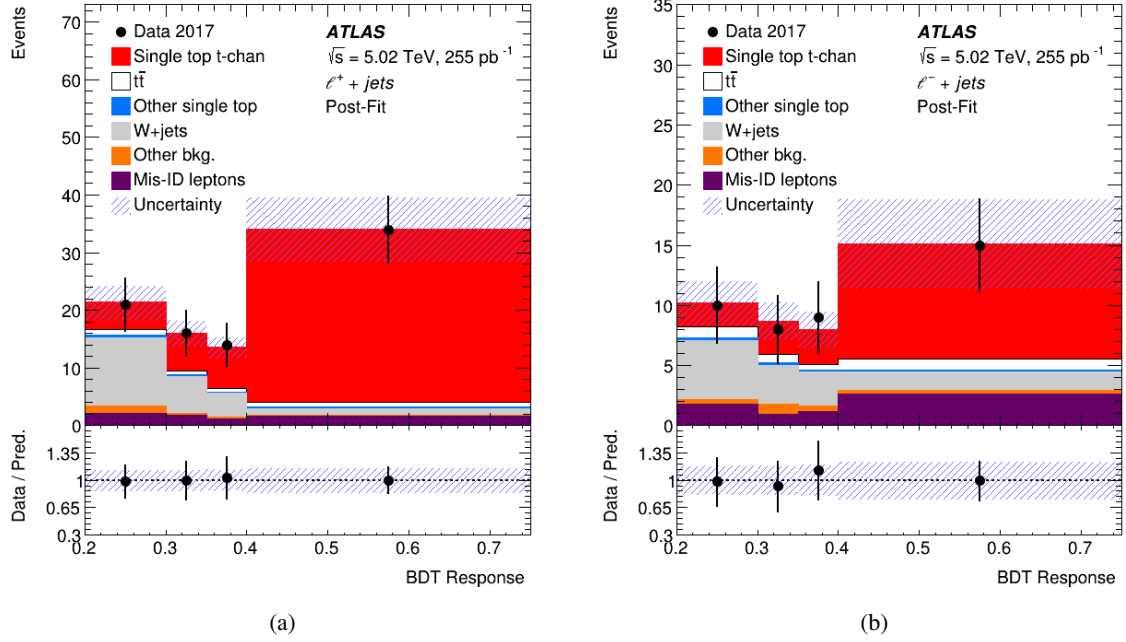 Events
70
60
50
40
30
20
10
0
Data 2017
Single top t-chan
tt̄
Other single top
W+jets
Other bkg.
Mis-ID leptons
Uncertainty
ATLAS
√s = 5.02 TeV, 255 pb⁻¹
ℓ⁺ + jets
Post-Fit
Data / Pred.
1.35
1
0.65
0.3
0.2 0.3 0.4 0.5 0.6 0.7
BDT Response
(a)
Events
35
30
25
20
15
10
5
0
Data 2017
Single top t-chan
tt̄
Other single top
W+jets
Other bkg.
Mis-ID leptons
Uncertainty
ATLAS
√s = 5.02 TeV, 255 pb⁻¹
ℓ⁻ + jets
Post-Fit
Data / Pred.
1.35
1
0.65
0.3
0.2 0.3 0.4 0.5 0.6 0.7
BDT Response
(b)